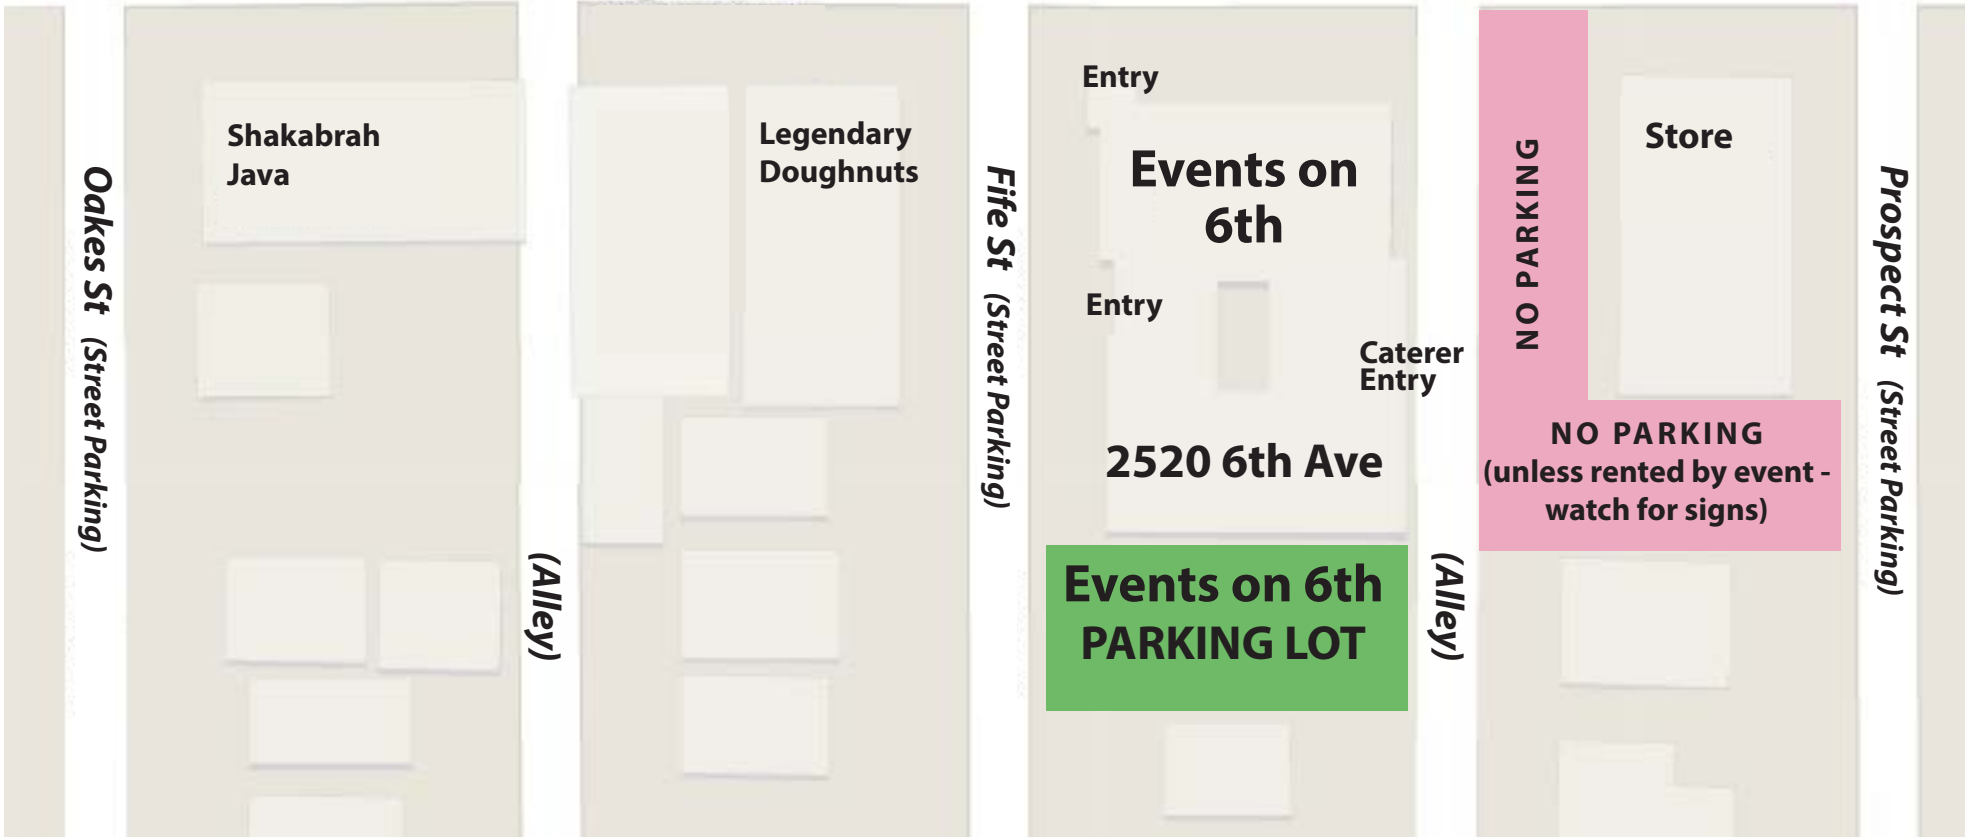 Oakes St (Street Parking)
Shakabrah
Java
(Alley)
Legendary
Doughnuts
Fife St (Street Parking)
Entry
Events on
6th
Entry
Caterer
Entry
2520 6th Ave
Events on 6th
PARKING LOT
(Alley)
NO PARKING
Store
NO PARKING
(unless rented by event -
watch for signs)
Prospect St (Street Parking)